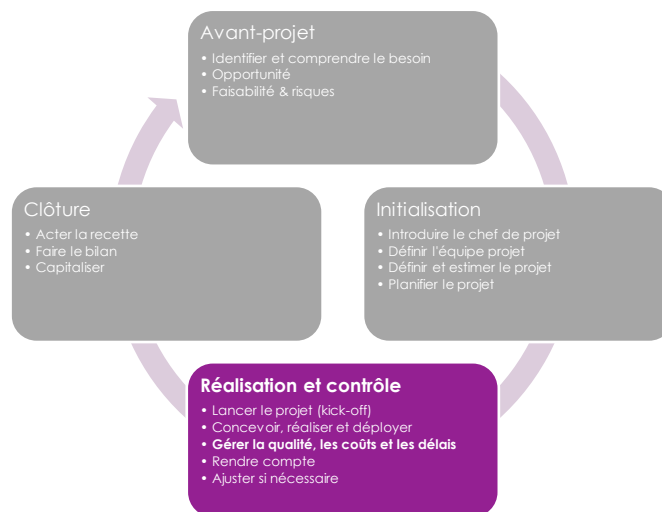 Avant-projet
• Identifier et comprendre le besoin
• Opportunité
• Faisabilité & risques
Clôture
• Acter la recette
• Faire le bilan
• Capitaliser
Initialisation
• Introduire le chef de projet
• Définir l'équipe projet
• Définir et estimer le projet
• Planifier le projet
Réalisation et contrôle
• Lancer le projet (kick-off)
• Concevoir, réaliser et déployer
• Gérer la qualité, les coûts et les délais
• Rendre compte
• Ajuster si nécessaire